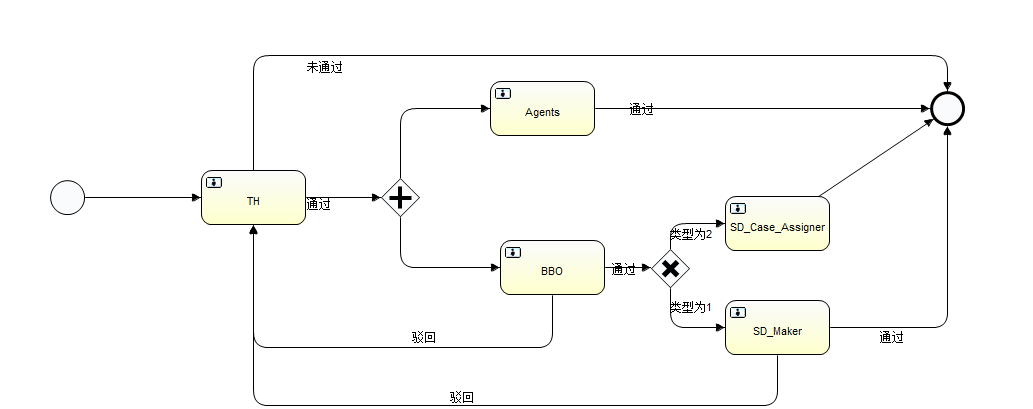 未通过
Agents
通过
TH
通过
类型为2
SD_Case_Assigner
BBO
通过
类型为1
SD_Maker
通过
驳回
驳回